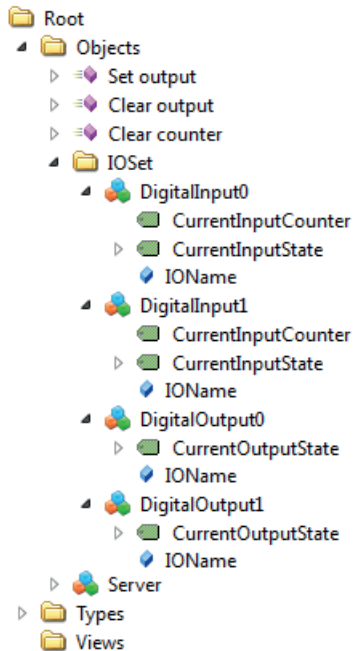 Root
Objects
Set output
Clear output
Clear counter
IOSet
DigitalInput0
CurrentInputCounter
CurrentInputState
IOName
DigitalInput1
CurrentInputCounter
CurrentInputState
IOName
DigitalOutput0
CurrentOutputState
IOName
DigitalOutput1
CurrentOutputState
IOName
Server
Types
Views